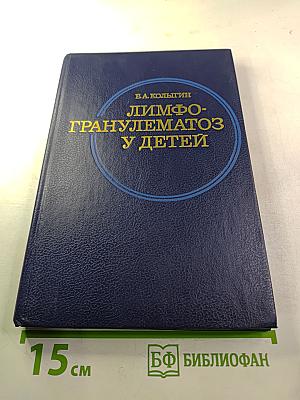 Б.А.КОЛЫГИН
ЛИМФО-
ГРАНУЛЕМАТОЗ
У ДЕТЕЙ
15 см
БФ БИБЛИОФАН